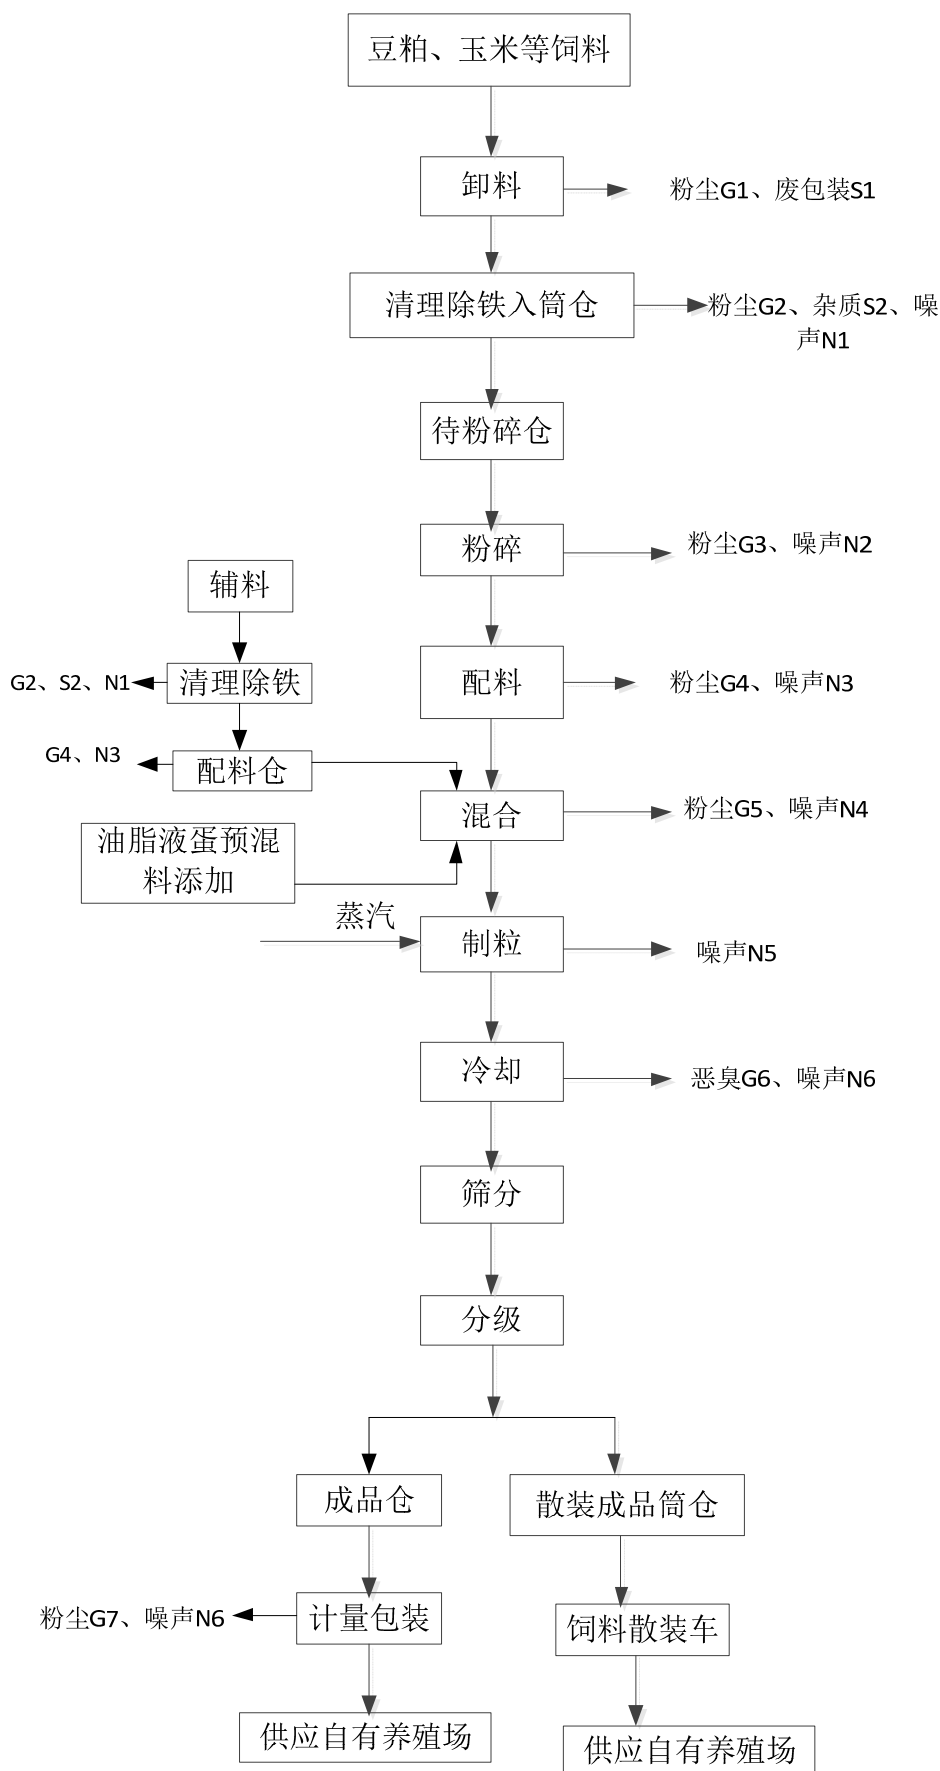 豆粕、玉米等饲料
卸料
粉尘G1、废包装S1
清理除铁入筒仓
粉尘G2、杂质S2、噪
声N1
待粉碎仓
粉碎
粉尘G3、噪声N2
辅料
清理除铁
G2、S2、N1
配料
粉尘G4、噪声N3
配料仓
G4、N3
混合
粉尘G5、噪声N4
油脂液蛋预混
料添加
蒸汽
制粒
噪声N5
冷却
恶臭G6、噪声N6
筛分
分级
成品仓
散装成品筒仓
粉尘G7、噪声N6
计量包装
饲料散装车
供应自有养殖场
供应自有养殖场